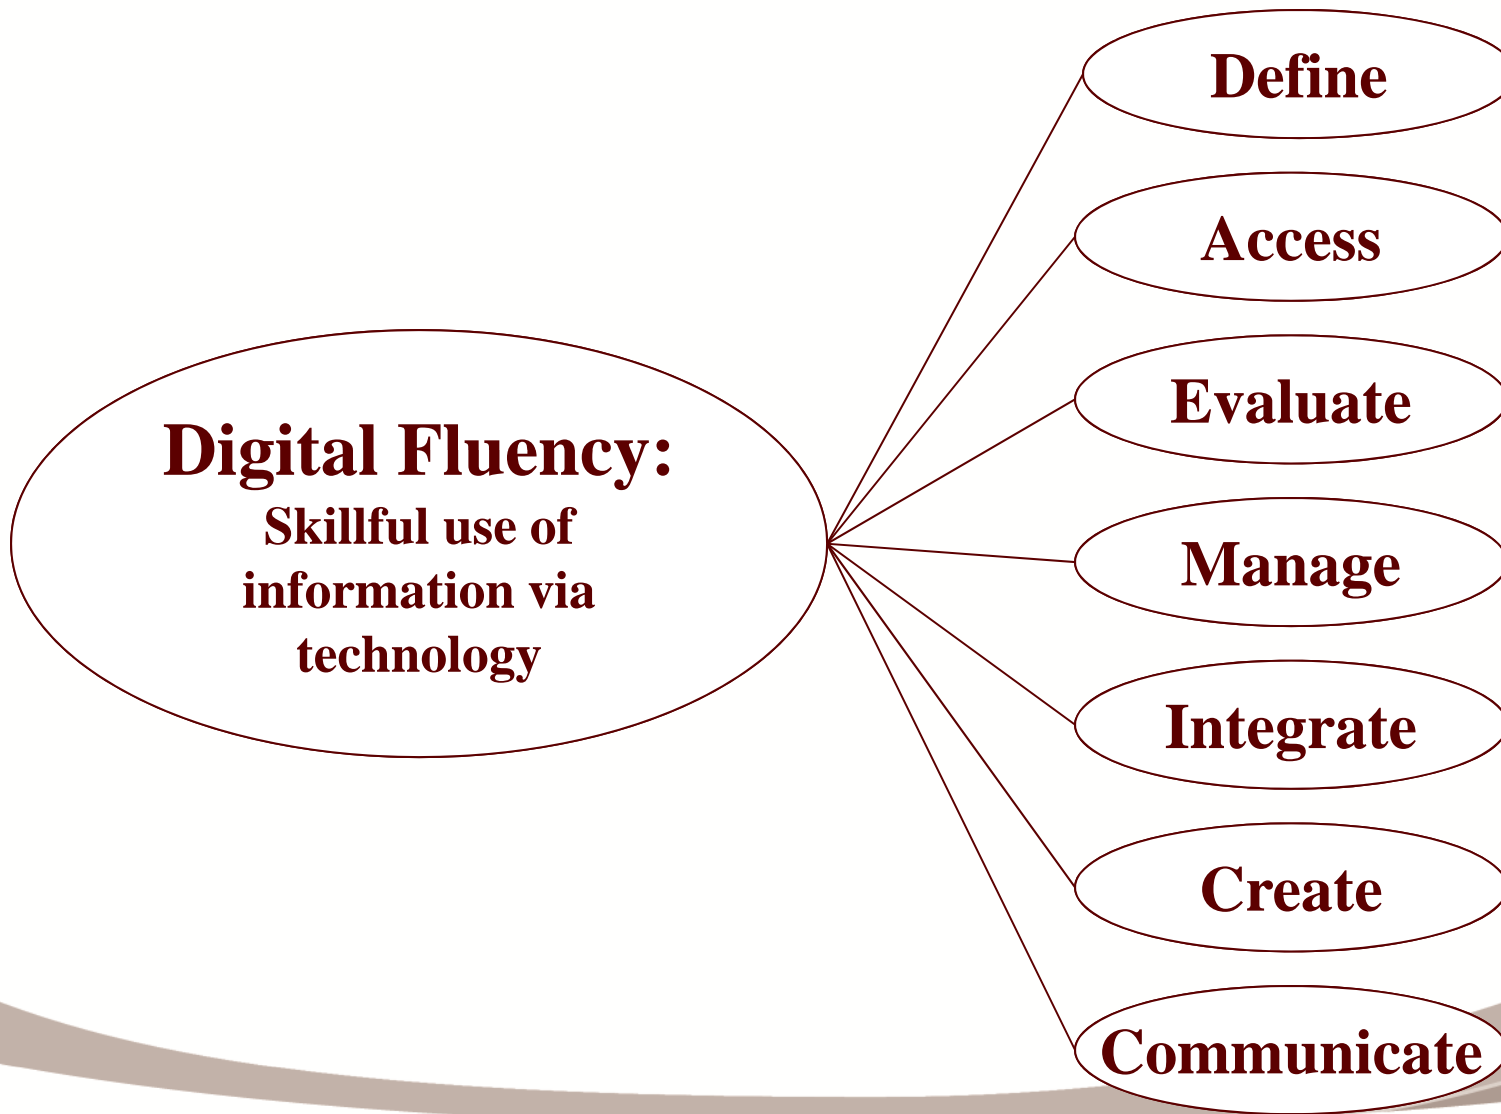 Digital Fluency:
Skillful use of
information via
technology
Define
Access
Evaluate
Manage
Integrate
Create
Communicate